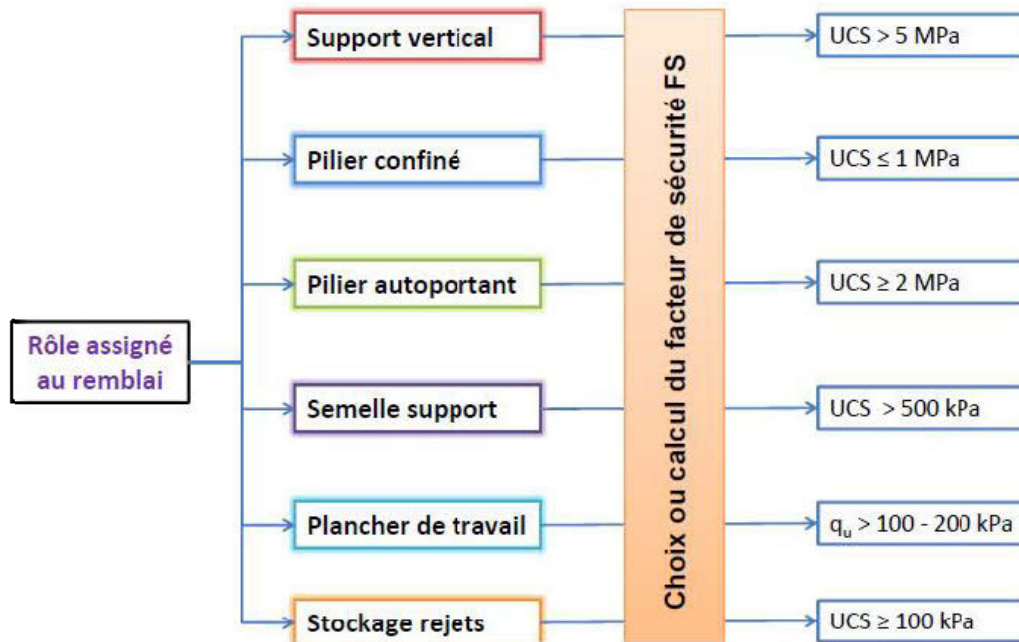 Rôle assigné
au remblai
Support vertical
Pilier confiné
Pilier autoportant
Semelle support
Plancher de travail
Stockage rejets
Choix ou calcul du facteur de sécurité FS
UCS > 5 MPa
UCS ≤ 1 MPa
UCS ≥ 2 MPa
UCS > 500 kPa
qu > 100 - 200 kPa
UCS ≥ 100 kPa